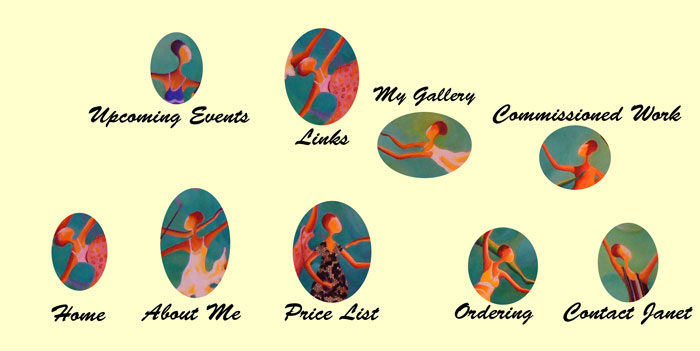 Upcoming Events
Links
My Gallery
Commissioned Work
Home
About Me
Price List
Ordering
Contact Janet